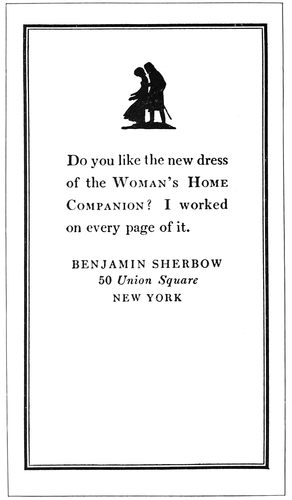 Do you like the new dress
of the WOMAN'S HOME
COMPANION? I worked
on every page of it.
BENJAMIN SHERBOW
50 Union Square
NEW YORK